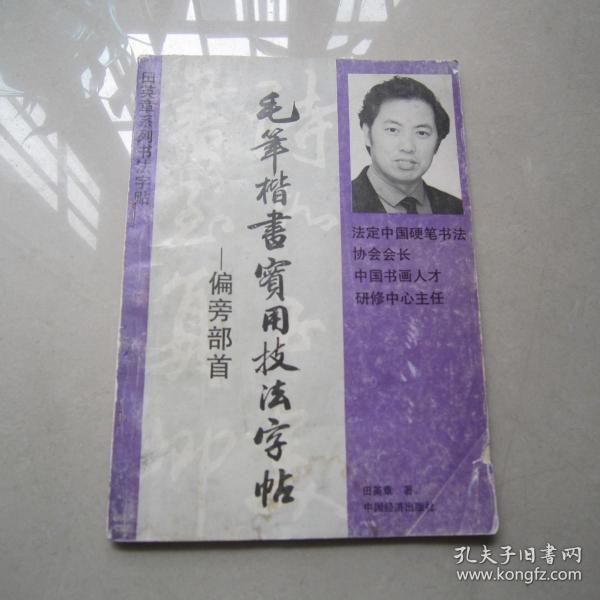 田英章系列书法字帖
毛笔楷書實用技法字帖
—偏旁部首
法定中国硬笔书法
协会会长
中国书画人才
研修中心主任
田英章 著
中国经济出版社
孔夫子旧书网
www.kongfz.com